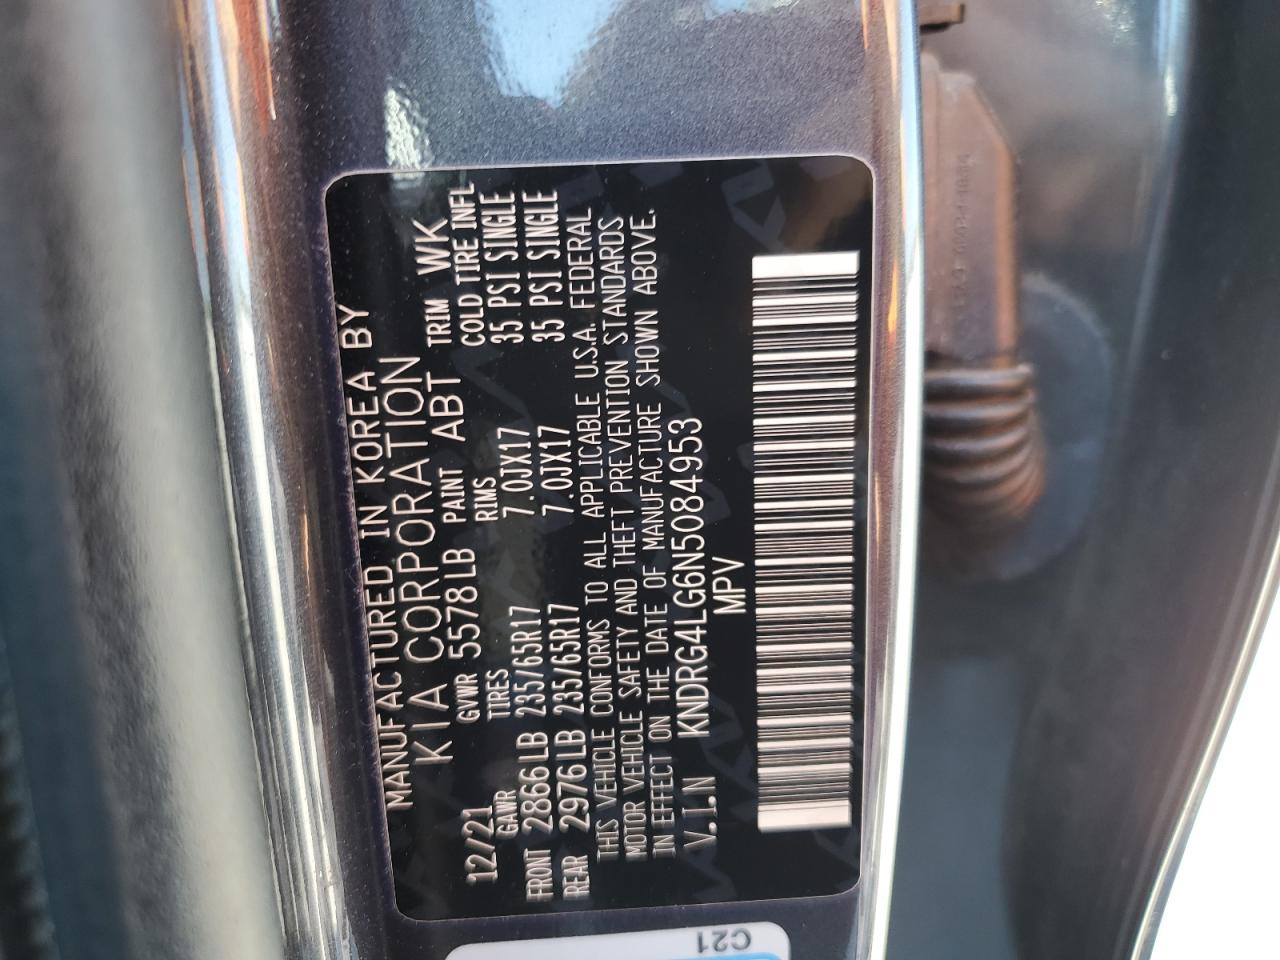 MANUFACTURED IN KOREA BY
KIA CORPORATION
12/21 GVWR 5578LB PAINT ABT TRIM WK
GAWR TIRES RIMS COLD TIRE INFL
FRONT 2866LB 235/65R17 7.0JX17 35 PSI SINGLE
REAR 2976LB 235/65R17 7.0JX17 35 PSI SINGLE
THIS VEHICLE CONFORMS TO ALL APPLICABLE U.S.A. FEDERAL
MOTOR VEHICLE SAFETY AND THEFT PREVENTION STANDARDS
IN EFFECT ON THE DATE OF MANUFACTURE SHOWN ABOVE.
V.I.N KNDRG4LG6N5084953
MPV
C21